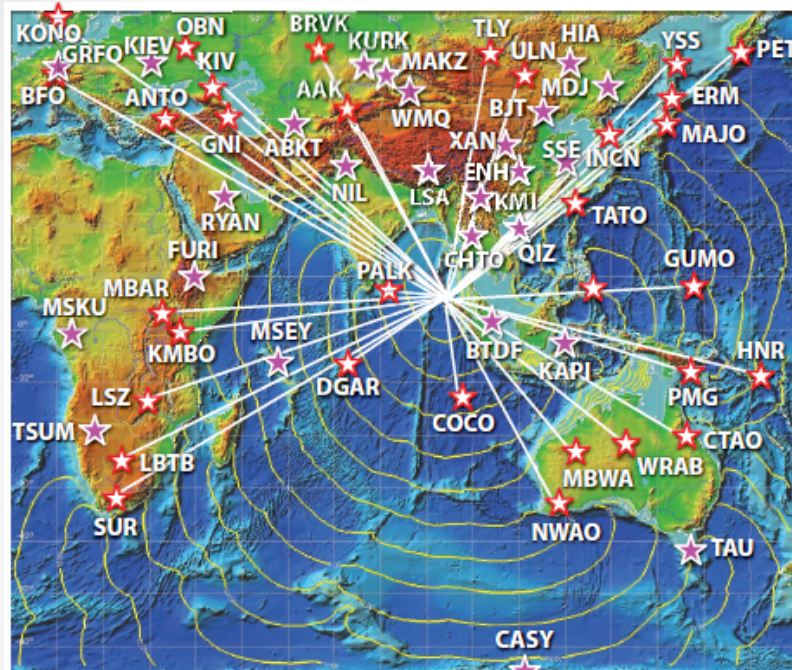 KONO
GRFO
KIEV
OBN
BRVK
TLY
HIA
YSS
PET
KURK
ULN
KIV
MAKZ
MDJ
BFO
ANTO
AAK
WMQ
BJT
ERM
MAJO
GNI
ABKT
XAN
SSE
INCN
NIL
LSA
ENH
KMI
RYAN
TATO
CHTO
QIZ
FURI
PALK
GUMO
MBAR
MSKU
KMBO
MSEY
BTDF
KAPI
HNR
DGAR
PMG
LSZ
COCO
TSUM
CTAO
WRAB
MBWA
LBTB
SUR
NWAO
TAU
CASY